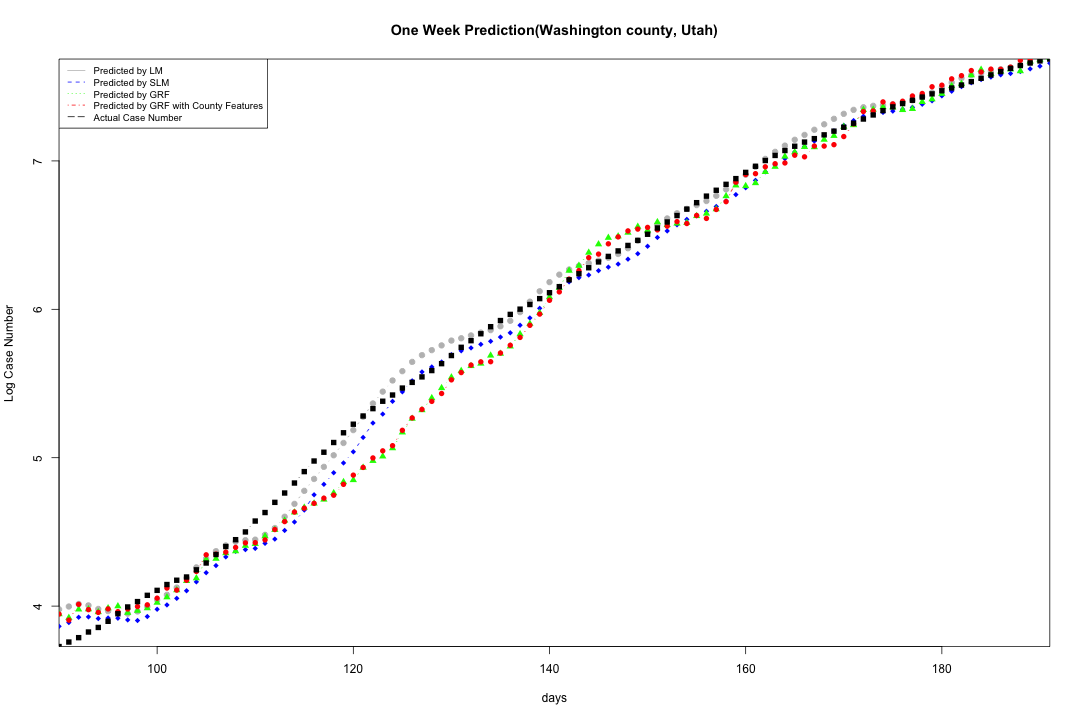 One Week Prediction(Washington county, Utah)
Predicted by LM
Predicted by SLM
Predicted by GRF
Predicted by GRF with County Features
Actual Case Number
7
6
5
4
Log Case Number
100 120 140 160 180
days